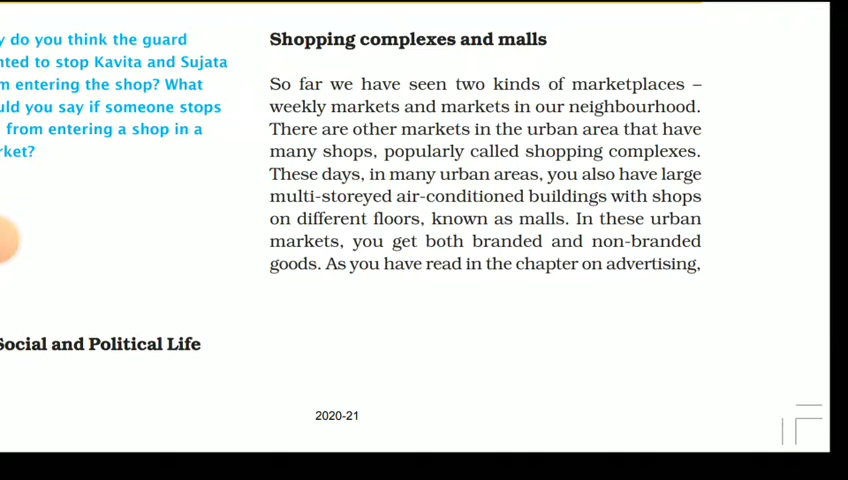 do you think the guard
to stop Kavita and Sujata
entering the shop? What
you say if someone stops
from entering a shop in a
Shopping complexes and malls
So far we have seen two kinds of marketplaces –
weekly markets and markets in our neighbourhood.
There are other markets in the urban area that have
many shops, popularly called shopping complexes.
These days, in many urban areas, you also have large
multi-storeyed air-conditioned buildings with shops
on different floors, known as malls. In these urban
markets, you get both branded and non-branded
goods. As you have read in the chapter on advertising,
Social and Political Life
2020-21